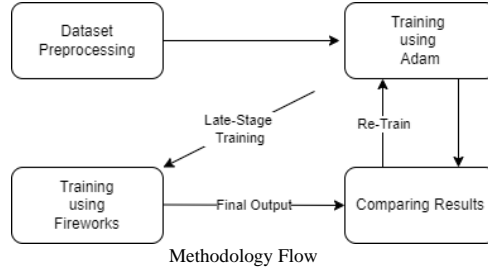 Dataset
Preprocessing
Training
using
Adam
Late-Stage
Training
Re-Train
Training
using
Fireworks
Final Output
Comparing Results
Methodology Flow